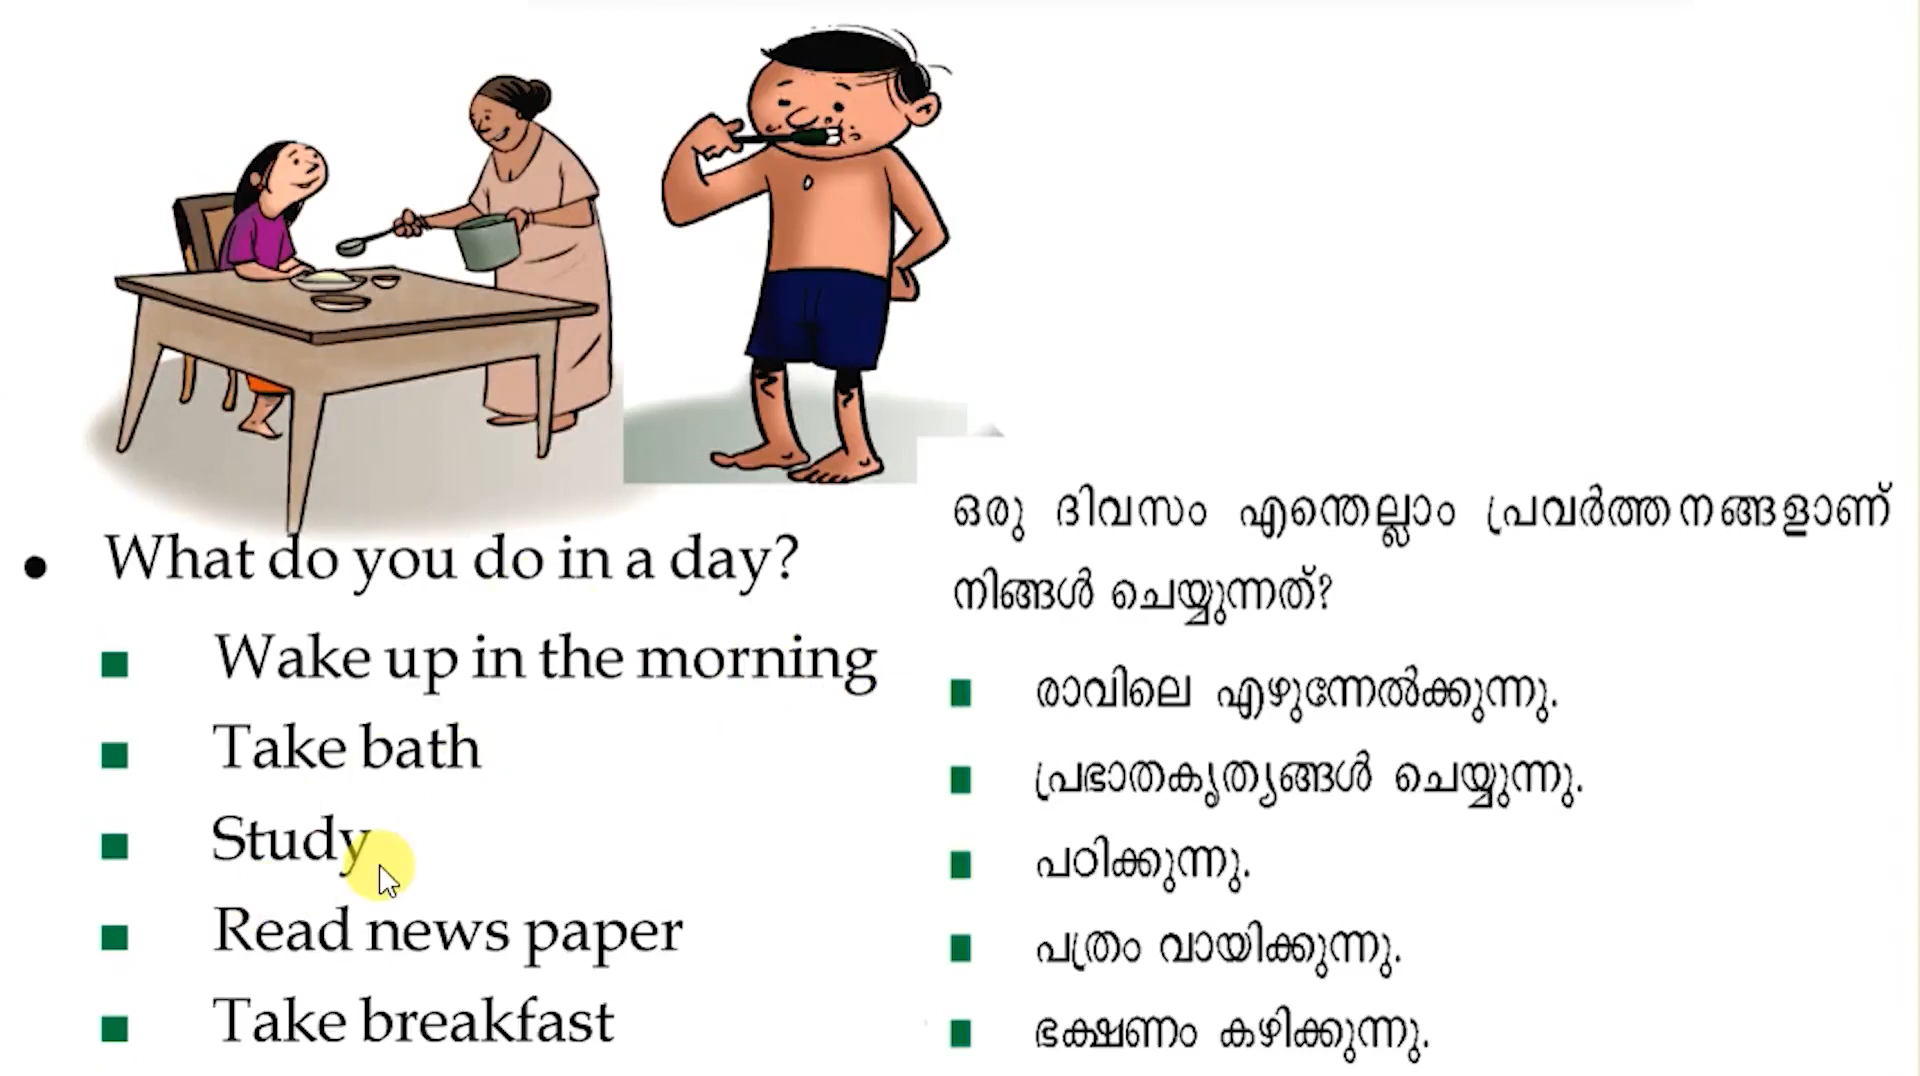 What do you do in a day?
Wake up in the morning
Take bath
Study
Read news paper
Take breakfast
ഒരു ദിവസം എന്തെല്ലാം പ്രവർത്തനങ്ങളാണ്
നിങ്ങൾ ചെയ്യുന്നത്?
രാവിലെ എഴുന്നേൽക്കുന്നു.
പ്രഭാതകൃത്യങ്ങൾ ചെയ്യുന്നു.
പഠിക്കുന്നു.
പത്രം വായിക്കുന്നു.
ഭക്ഷണം കഴിക്കുന്നു.